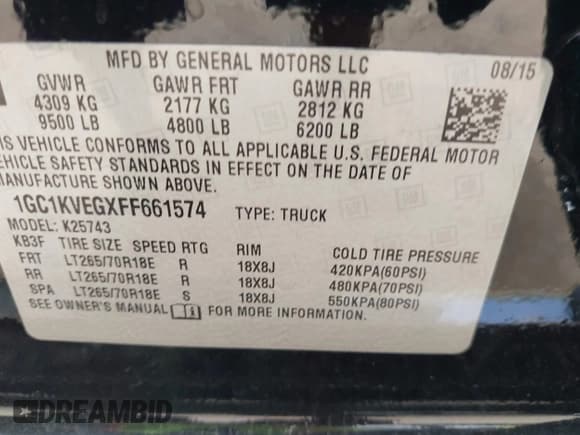 MFD BY GENERAL MOTORS LLC 08/15
GVWR GAWR FRT GAWR RR
4309 KG 2177 KG 2812 KG
9500 LB 4800 LB 6200 LB
IS VEHICLE CONFORMS TO ALL APPLICABLE U.S. FEDERAL MOTOR
EHICLE SAFETY STANDARDS IN EFFECT ON THE DATE OF
MANUFACTURE SHOWN ABOVE.
1GC1KVEGXFF661574 TYPE: TRUCK
MODEL: K25743
KB3F TIRE SIZE SPEED RTG RIM COLD TIRE PRESSURE
FRT LT265/70R18E R 18X8J 420KPA(60PSI)
RR LT265/70R18E R 18X8J 480KPA(70PSI)
SPA LT265/70R18E S 18X8J 550KPA(80PSI)
SEE OWNER'S MANUAL FOR MORE INFORMATION.
DREAMBID